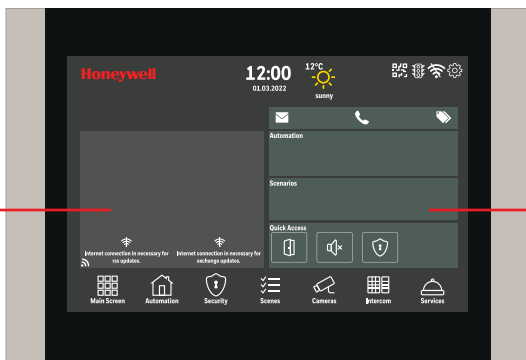 Honeywell
12:00
01.03.2022
12°C
sunny
Automation
Scenarios
Quick Access
Internet connection in necessary for
rss updates.
Internet connection in necessary for
exchange updates.
Main Screen
Automation
Security
Scenes
Cameras
Intercom
Services